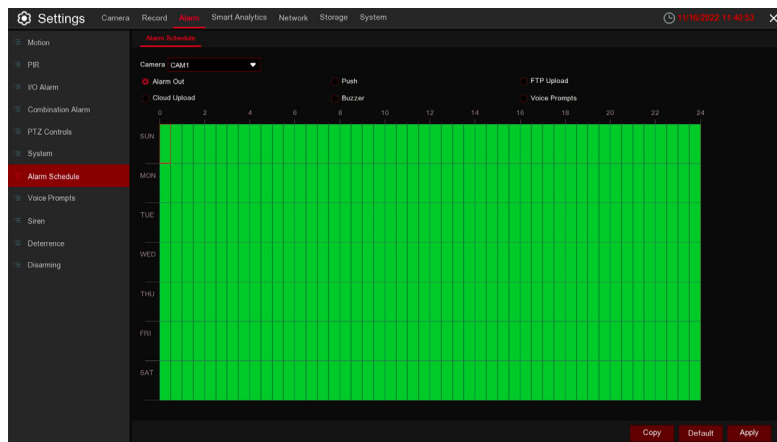 Settings Camera Record Alarm Smart Analytics Network Storage System 11/16/2022 11:40:53
Motion
PIR
I/O Alarm
Combination Alarm
PTZ Controls
System
Alarm Schedule
Voice Prompts
Siren
Deterrence
Disarming
Alarm Schedule
Camera CAM1
Alarm Out Push FTP Upload
Cloud Upload Buzzer Voice Prompts
0 2 4 6 8 10 12 14 16 18 20 22 24
SUN
MON
TUE
WED
THU
FRI
SAT
Copy Default Apply